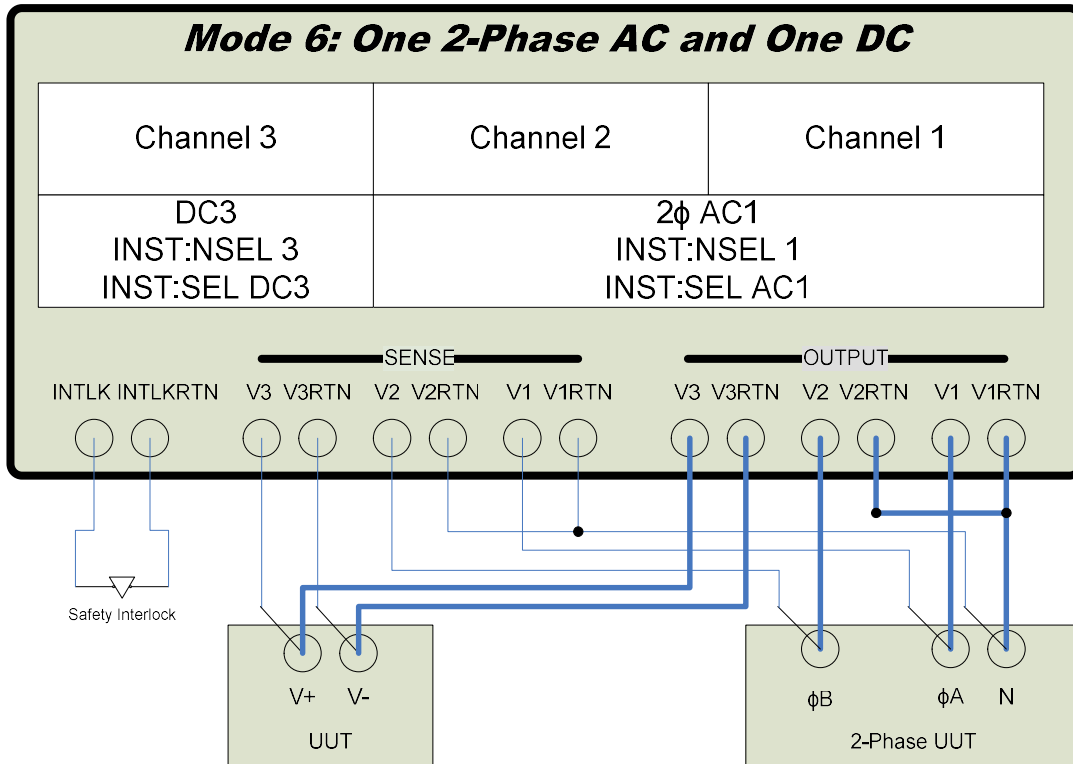 Mode 6: One 2-Phase AC and One DC
Channel 3
Channel 2
Channel 1
DC3
INST:NSEL 3
INST:SEL DC3
2ϕ AC1
INST:NSEL 1
INST:SEL AC1
SENSE
OUTPUT
INTLK INTLKRTN V3 V3RTN V2 V2RTN V1 V1RTN V3 V3RTN V2 V2RTN V1 V1RTN
Safety Interlock
V+ V-
UUT
ϕB ϕA N
2-Phase UUT